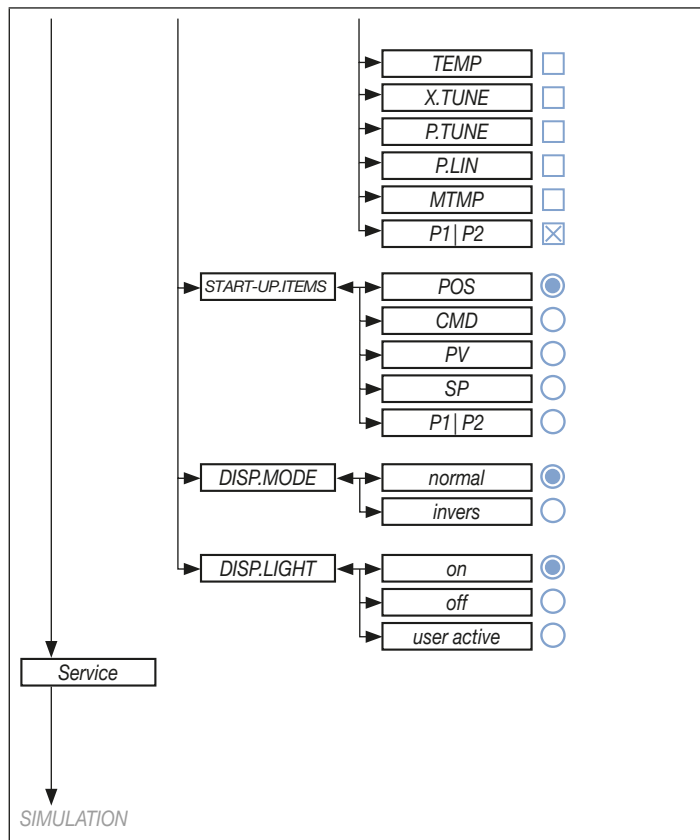 TEMP
X.TUNE
P.TUNE
P.LIN
MTMP
P1 | P2
START-UP.ITEMS
POS
CMD
PV
SP
P1 | P2
DISP.MODE
normal
invers
DISP.LIGHT
on
off
user active
Service
SIMULATION